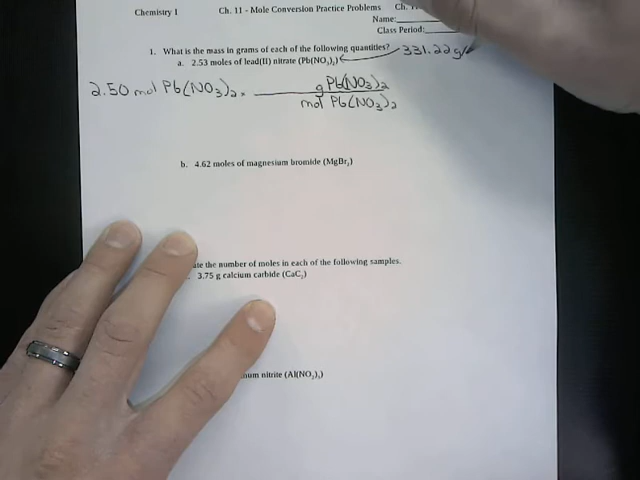 Chemistry I Ch. 11 - Mole Conversion Practice Problems Ch.
Name:
Class Period:
1. What is the mass in grams of each of the following quantities? 331.22 g/
a. 2.53 moles of lead(II) nitrate (Pb(NO₃)₂)
2.50 mol Pb(NO₃)₂ × g Pb(NO₃)₂
mol Pb(NO₃)₂
b. 4.62 moles of magnesium bromide (MgBr₂)
the number of moles in each of the following samples.
3.75 g calcium carbide (CaC₂)
nitrite (Al(NO₂)₃)